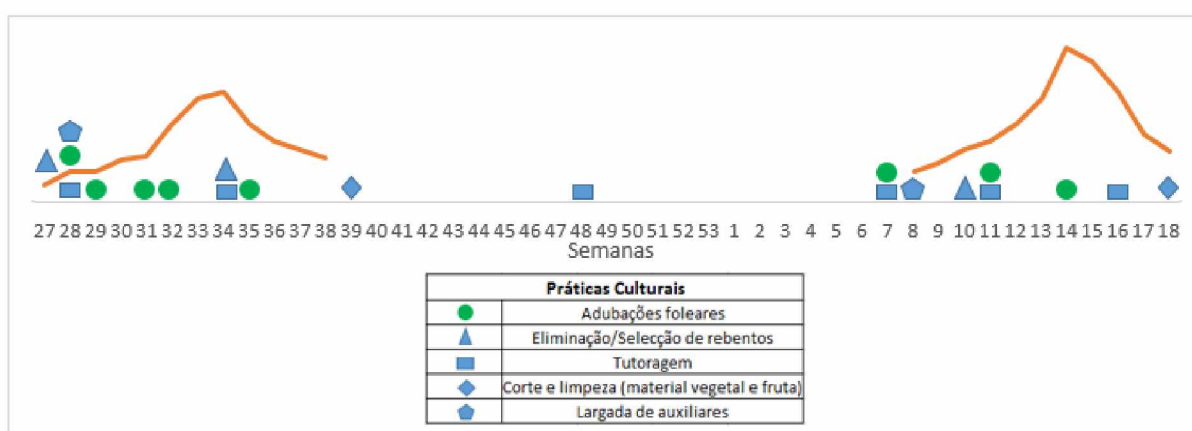 27 28 29 30 31 32 33 34 35 36 37 38 39 40 41 42 43 44 45 46 47 48 49 50 51 52 53 1 2 3 4 5 6 7 8 9 10 11 12 13 14 15 16 17 18
Semanas
Práticas Culturais
Adubações foleares
Eliminação/Selecção de rebentos
Tutoragem
Corte e limpeza (material vegetal e fruta)
Largada de auxiliares